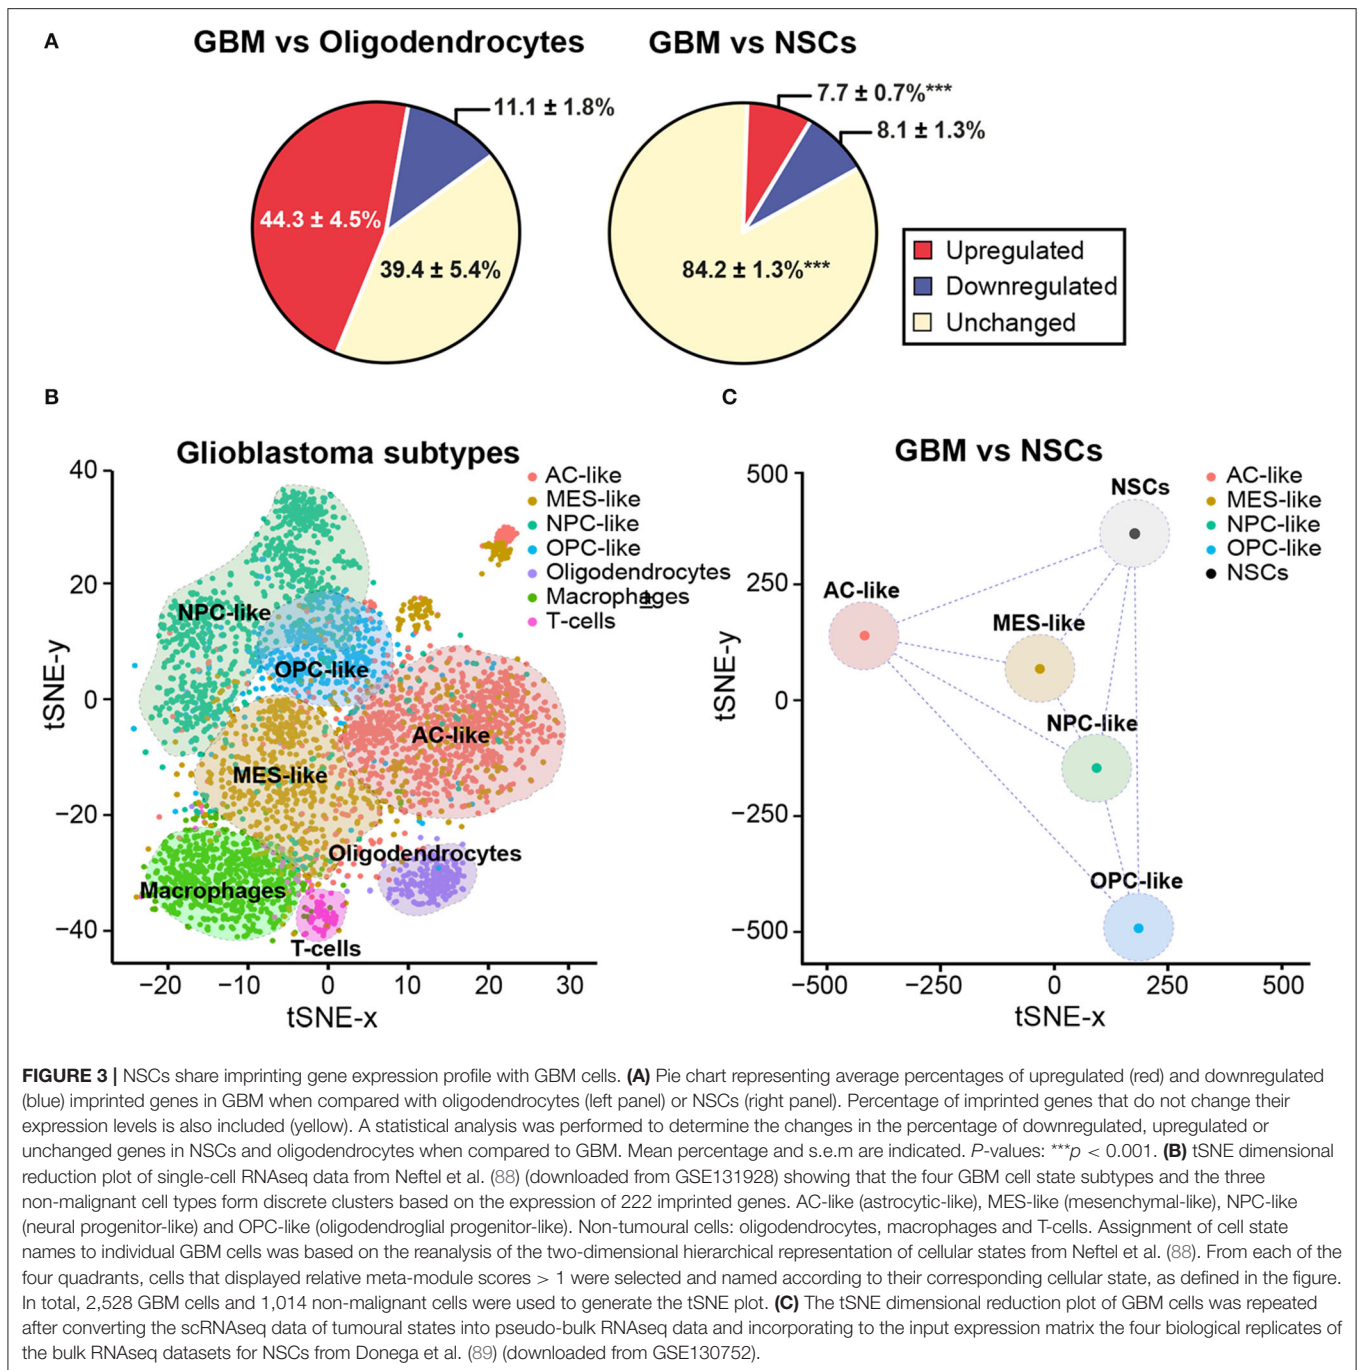 A
GBM vs Oligodendrocytes
GBM vs NSCs
11.1 ± 1.8%
44.3 ± 4.5%
39.4 ± 5.4%
7.7 ± 0.7%***
8.1 ± 1.3%
84.2 ± 1.3%***
Upregulated
Downregulated
Unchanged
B
Glioblastoma subtypes
40
20
0
−20
−40
tSNE-y
−20
−10
0
10
20
30
tSNE-x
NPC-like
OPC-like
AC-like
MES-like
Oligodendrocytes
Macrophages
T-cells
AC-like
MES-like
NPC-like
OPC-like
Oligodendrocytes
Macrophages
±
T-cells
C
GBM vs NSCs
500
250
0
−250
−500
tSNE-y
−500
−250
0
250
500
tSNE-x
NSCs
AC-like
MES-like
NPC-like
OPC-like
AC-like
MES-like
NPC-like
OPC-like
NSCs
FIGURE 3 | NSCs share imprinting gene expression profile with GBM cells. (A) Pie chart representing average percentages of upregulated (red) and downregulated
(blue) imprinted genes in GBM when compared with oligodendrocytes (left panel) or NSCs (right panel). Percentage of imprinted genes that do not change their
expression levels is also included (yellow). A statistical analysis was performed to determine the changes in the percentage of downregulated, upregulated or
unchanged genes in NSCs and oligodendrocytes when compared to GBM. Mean percentage and s.e.m are indicated. P-values: ***p < 0.001. (B) tSNE dimensional
reduction plot of single-cell RNAseq data from Neftel et al. (88) (downloaded from GSE131928) showing that the four GBM cell state subtypes and the three
non-malignant cell types form discrete clusters based on the expression of 222 imprinted genes. AC-like (astrocytic-like), MES-like (mesenchymal-like), NPC-like
(neural progenitor-like) and OPC-like (oligodendroglial progenitor-like). Non-tumoural cells: oligodendrocytes, macrophages and T-cells. Assignment of cell state
names to individual GBM cells was based on the reanalysis of the two-dimensional hierarchical representation of cellular states from Neftel et al. (88). From each of the
four quadrants, cells that displayed relative meta-module scores > 1 were selected and named according to their corresponding cellular state, as defined in the figure.
In total, 2,528 GBM cells and 1,014 non-malignant cells were used to generate the tSNE plot. (C) The tSNE dimensional reduction plot of GBM cells was repeated
after converting the scRNAseq data of tumoural states into pseudo-bulk RNAseq data and incorporating to the input expression matrix the four biological replicates of
the bulk RNAseq datasets for NSCs from Donega et al. (89) (downloaded from GSE130752).